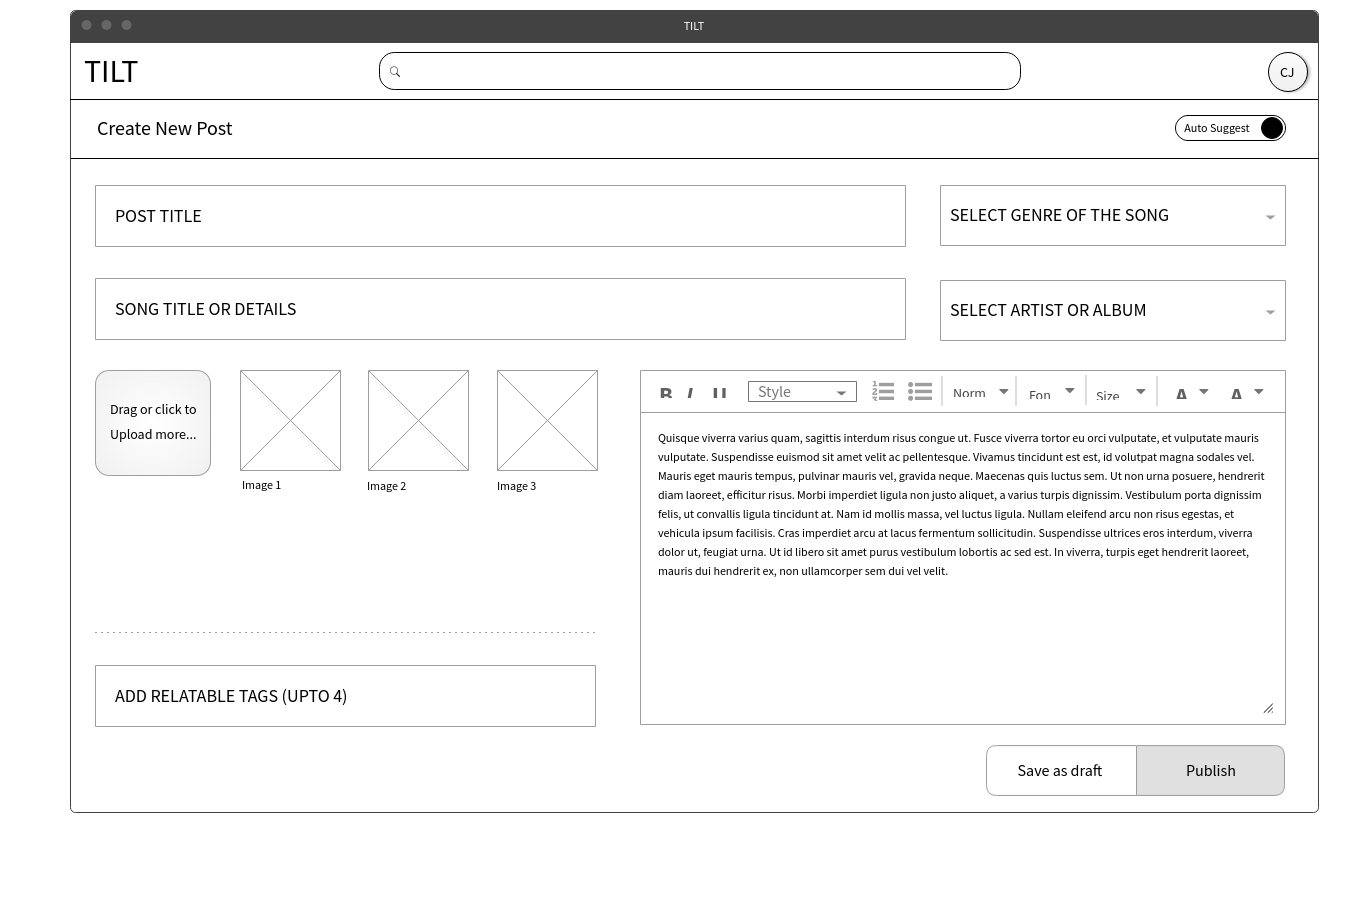 TILT
TILT
CJ
Create New Post
Auto Suggest
POST TITLE
SELECT GENRE OF THE SONG
SONG TITLE OR DETAILS
SELECT ARTIST OR ALBUM
Drag or click to
Upload more...
Image 1
Image 2
Image 3
B I U Style Norm Fon Size A A
Quisque viverra varius quam, sagittis interdum risus congue ut. Fusce viverra tortor eu orci vulputate, et vulputate mauris
vulputate. Suspendisse euismod sit amet velit ac pellentesque. Vivamus tincidunt est est, id volutpat magna sodales vel.
Mauris eget mauris tempus, pulvinar mauris vel, gravida neque. Maecenas quis luctus sem. Ut non urna posuere, hendrerit
diam laoreet, efficitur risus. Morbi imperdiet ligula non justo aliquet, a varius turpis dignissim. Vestibulum porta dignissim
felis, ut convallis ligula tincidunt at. Nam id mollis massa, vel luctus ligula. Nullam eleifend arcu non risus egestas, et
vehicula ipsum facilisis. Cras imperdiet arcu at lacus fermentum sollicitudin. Suspendisse ultrices eros interdum, viverra
dolor ut, feugiat urna. Ut id libero sit amet purus vestibulum lobortis ac sed est. In viverra, turpis eget hendrerit laoreet,
mauris dui hendrerit ex, non ullamcorper sem dui vel velit.
ADD RELATABLE TAGS (UPTO 4)
Save as draft
Publish